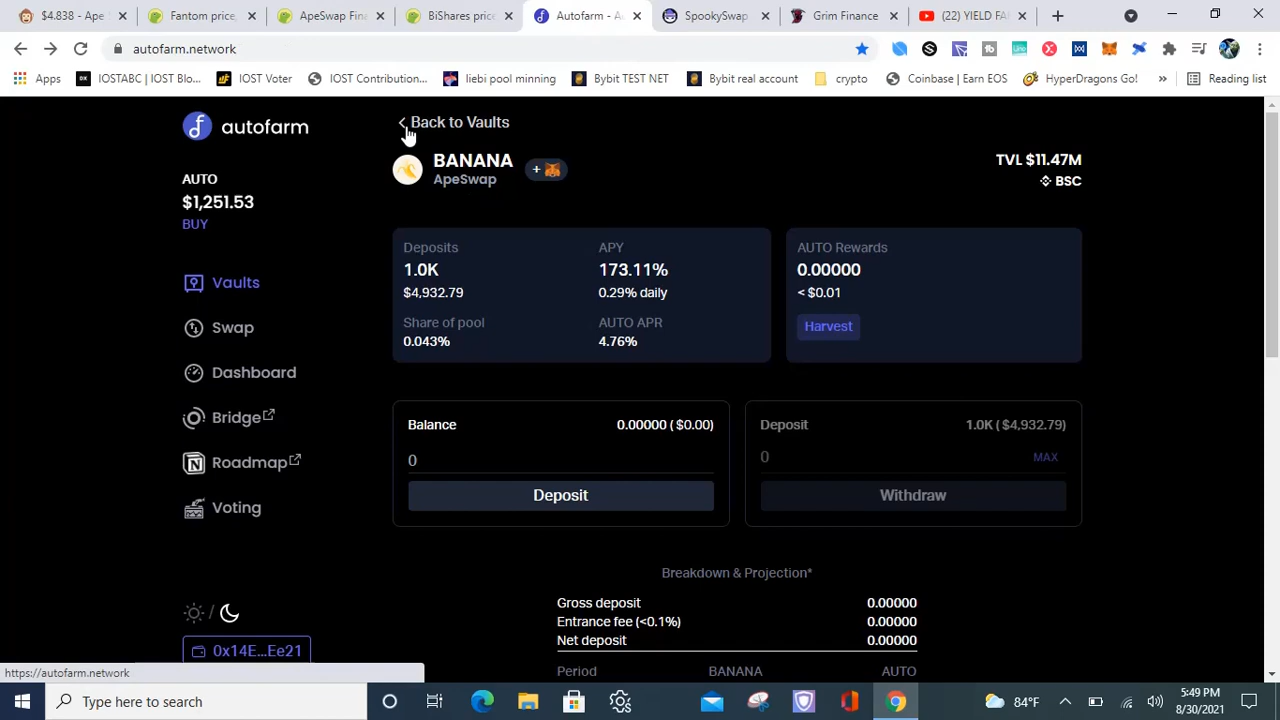 $4.838 - Ape
Fantom price,
ApeSwap Fina
BiShares price
Autofarm - Au
SpookySwap
Grim Finance
(22) YIELD FA
autofarm.network
Apps
IOSTABC | IOST Blo...
IOST Voter
IOST Contribution...
liebi pool minning
Bybit TEST NET
Bybit real account
crypto
Coinbase | Earn EOS
HyperDragons Go!
»
Reading list
autofarm
Back to Vaults
BANANA
ApeSwap
TVL $11.47M
BSC
AUTO
$1,251.53
BUY
Vaults
Swap
Dashboard
Bridge
Roadmap
Voting
Deposits
1.0K
$4,932.79
APY
173.11%
0.29% daily
Share of pool
0.043%
AUTO APR
4.76%
AUTO Rewards
0.00000
< $0.01
Harvest
Balance
0.00000 ( $0.00)
0
Deposit
Deposit
1.0K ( $4,932.79)
0
MAX
Withdraw
Breakdown & Projection*
Gross deposit 0.00000
Entrance fee (<0.1%) 0.00000
Net deposit 0.00000
Period BANANA AUTO
/
0x14E...Ee21
https://autofarm.network
Type here to search
84°F
5:49 PM
8/30/2021